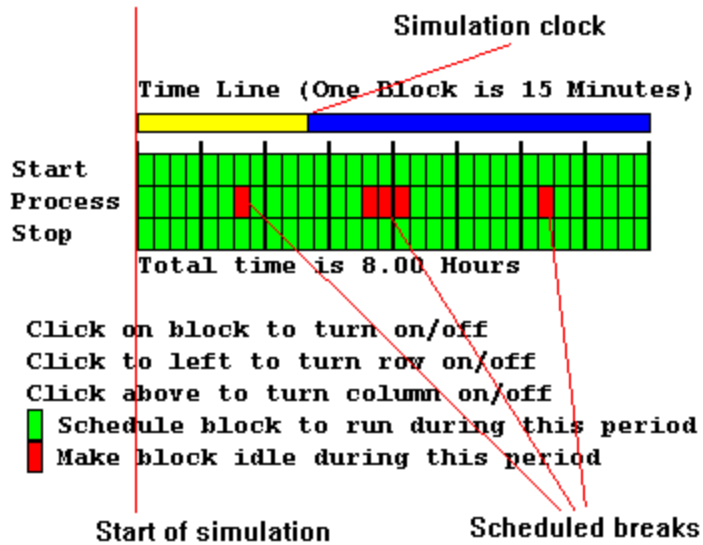 Simulation clock
Time Line (One Block is 15 Minutes)
Start
Process
Stop
Total time is 8.00 Hours
Click on block to turn on/off
Click to left to turn row on/off
Click above to turn column on/off
Schedule block to run during this period
Make block idle during this period
Start of simulation
Scheduled breaks